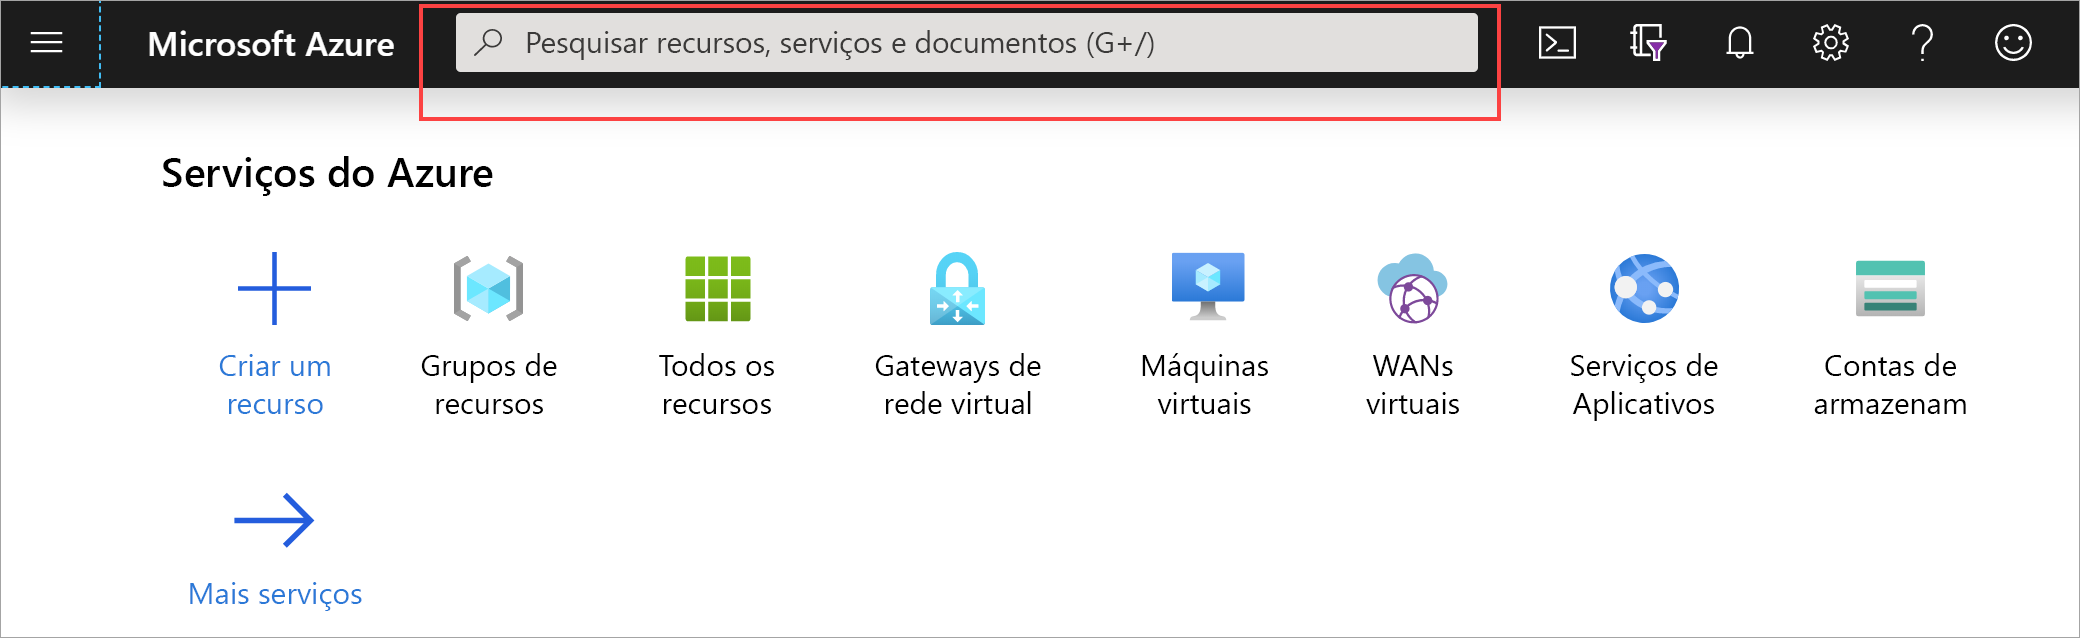 Microsoft Azure
Pesquisar recursos, serviços e documentos (G+/)
Serviços do Azure
Criar um
recurso
Grupos de
recursos
Todos os
recursos
Gateways de
rede virtual
Máquinas
virtuais
WANs
virtuais
Serviços de
Aplicativos
Contas de
armazenam
Mais serviços